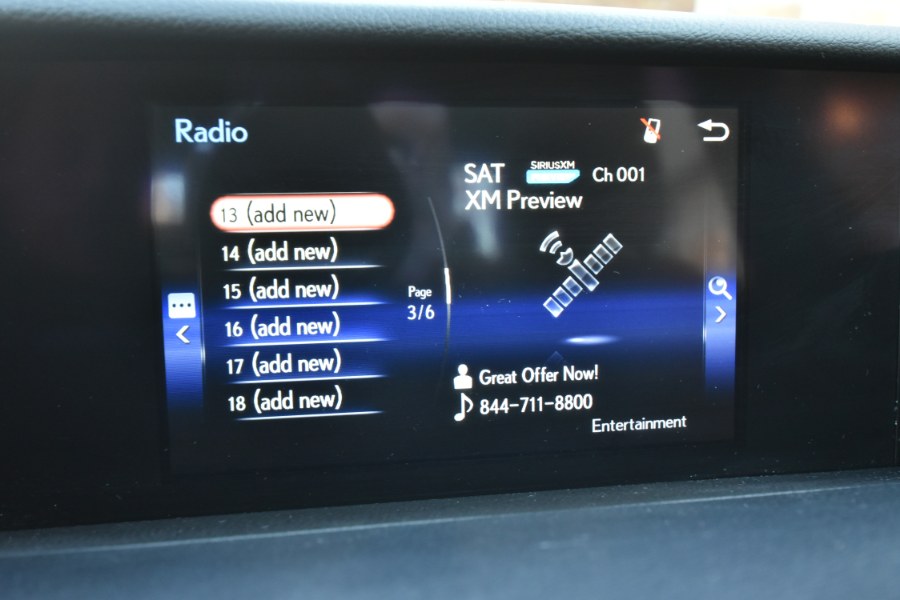 Radio
SAT SIRIUSXM Ch 001
XM Preview
13 (add new)
14 (add new)
15 (add new)
16 (add new)
17 (add new)
18 (add new)
Page
3/6
Great Offer Now!
844-711-8800
Entertainment